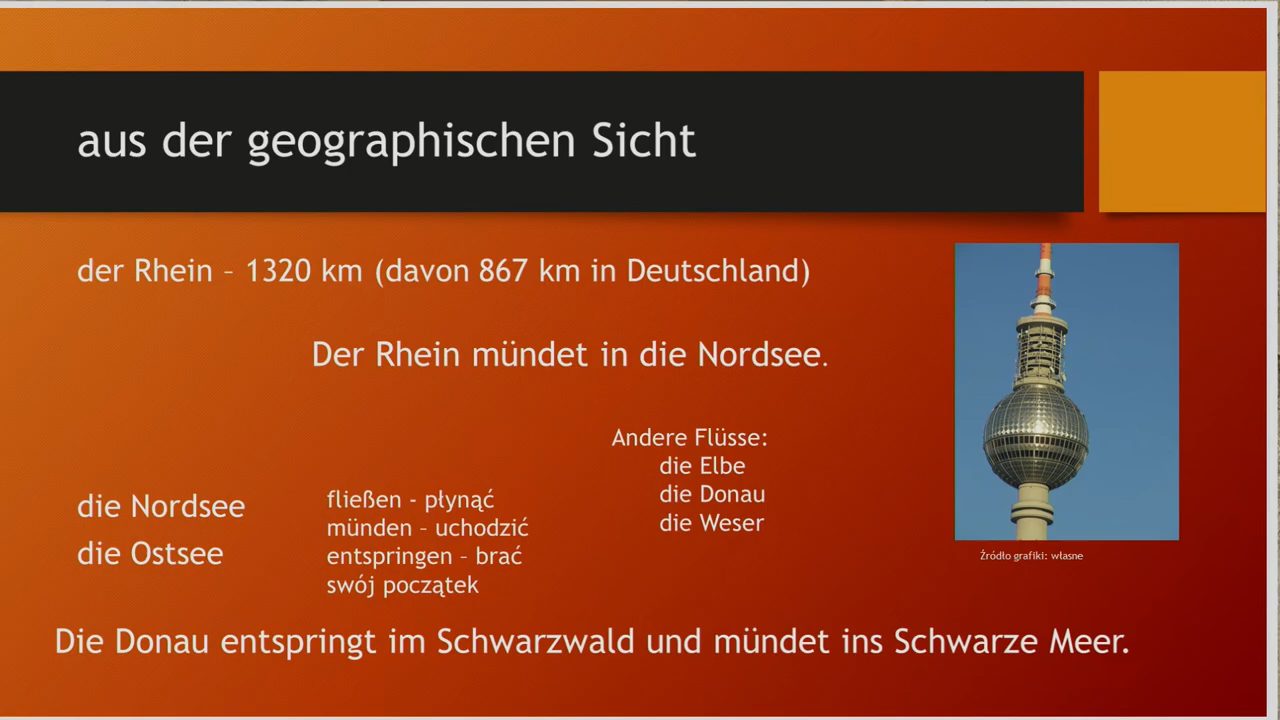 aus der geographischen Sicht
der Rhein – 1320 km (davon 867 km in Deutschland)
Der Rhein mündet in die Nordsee.
Andere Flüsse:
die Elbe
die Donau
die Weser
die Nordsee
die Ostsee
fließen - płynąć
münden – uchodzić
entspringen – brać
swój początek
Źródło grafiki: własne
Die Donau entspringt im Schwarzwald und mündet ins Schwarze Meer.